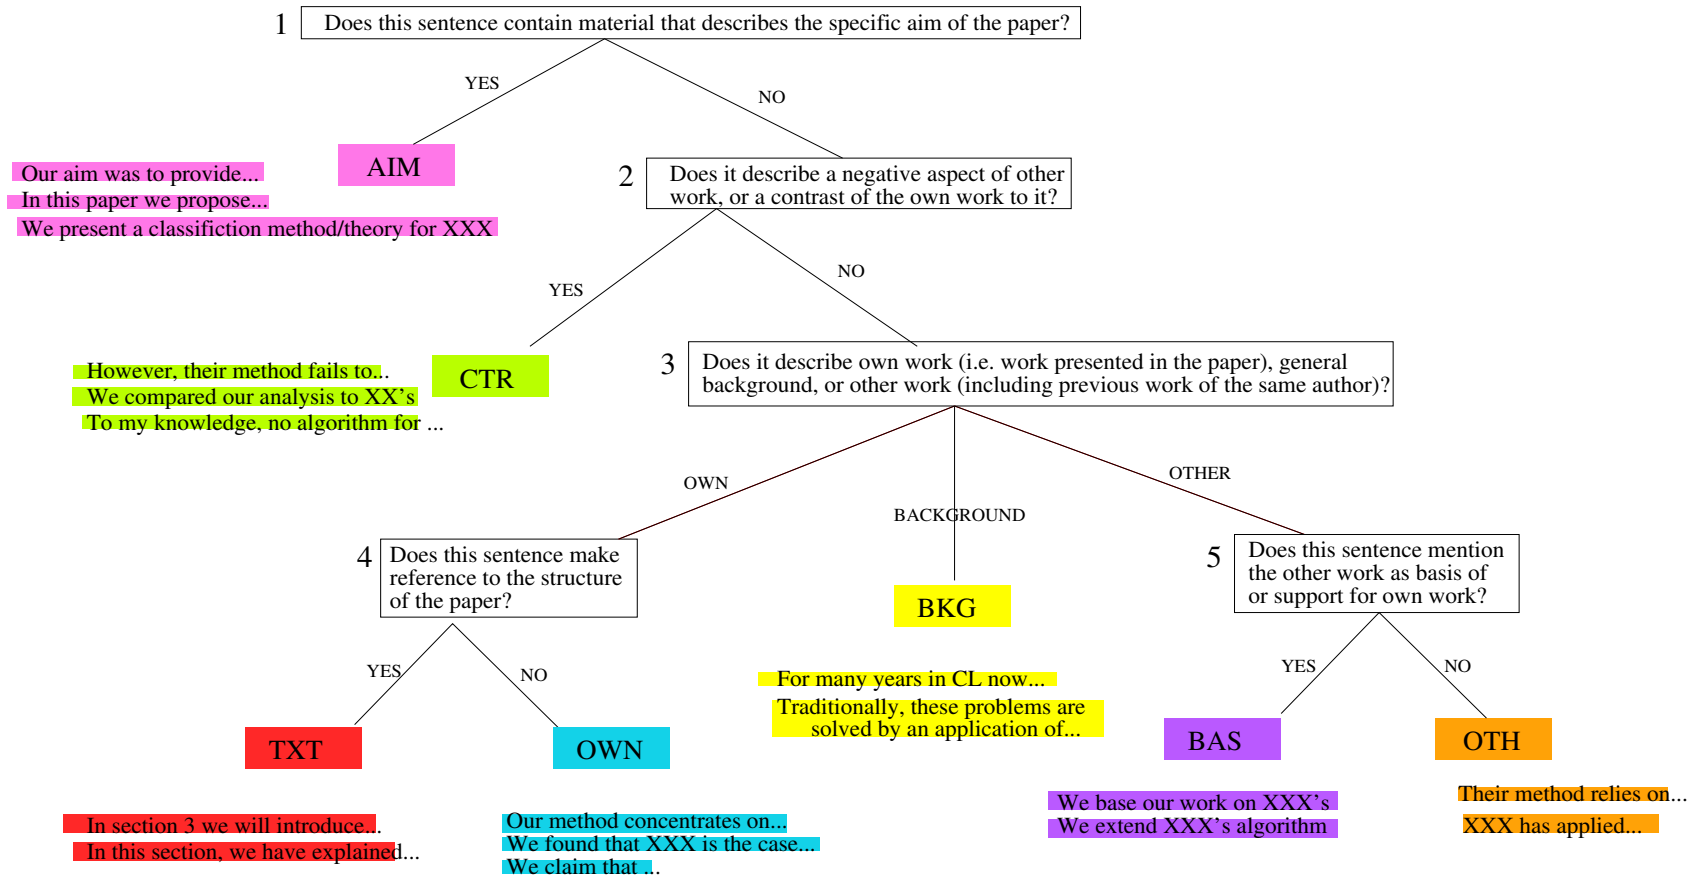 1
Does this sentence contain material that describes the specific aim of the paper?
YES
NO
AIM
Our aim was to provide...
In this paper we propose...
We present a classifiction method/theory for XXX
2
Does it describe a negative aspect of other
work, or a contrast of the own work to it?
YES
NO
CTR
However, their method fails to...
We compared our analysis to XX's
To my knowledge, no algorithm for ...
3
Does it describe own work (i.e. work presented in the paper), general
background, or other work (including previous work of the same author)?
OWN
BACKGROUND
OTHER
4
Does this sentence make
reference to the structure
of the paper?
YES
NO
BKG
For many years in CL now...
Traditionally, these problems are
solved by an application of...
5
Does this sentence mention
the other work as basis of
or support for own work?
YES
NO
TXT
In section 3 we will introduce...
In this section, we have explained...
OWN
Our method concentrates on...
We found that XXX is the case...
We claim that ...
BAS
We base our work on XXX's
We extend XXX's algorithm
OTH
Their method relies on...
XXX has applied...